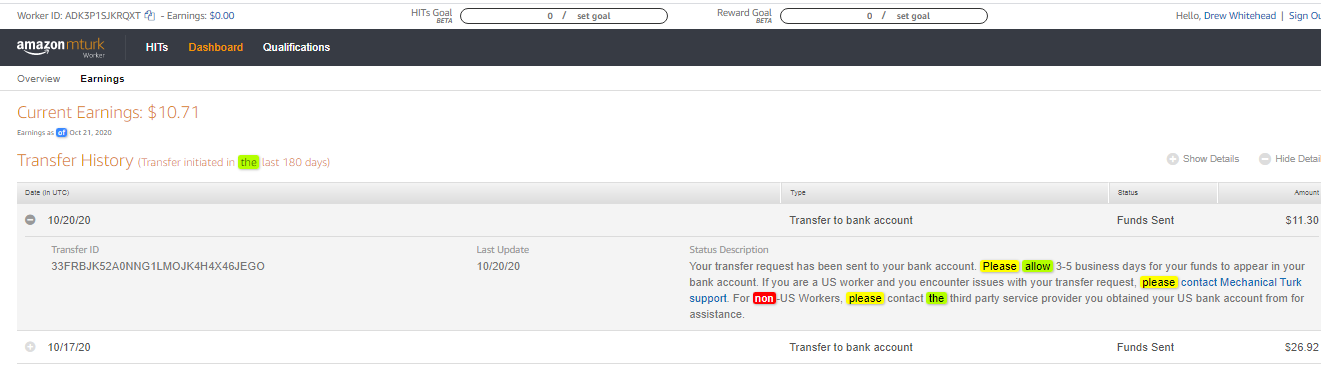 Worker ID: ADK3P1SJKRQXT - Earnings: $0.00
HITs Goal BETA 0 / set goal
Reward Goal BETA 0 / set goal
Hello, Drew Whitehead | Sign Ou
amazon mturk Worker
HITs Dashboard Qualifications
Overview Earnings
Current Earnings: $10.71
Earnings as of Oct 21, 2020
Transfer History (Transfer initiated in the last 180 days)
Show Details Hide Detai
Date (in UTC) Type Status Amount
10/20/20 Transfer to bank account Funds Sent $11.30
Transfer ID Last Update Status Description
33FRBJK52A0NNG1LMOJK4H4X46JEGO 10/20/20 Your transfer request has been sent to your bank account. Please allow 3-5 business days for your funds to appear in your
bank account. If you are a US worker and you encounter issues with your transfer request, please contact Mechanical Turk
support. For non-US Workers, please contact the third party service provider you obtained your US bank account from for
assistance.
10/17/20 Transfer to bank account Funds Sent $26.92